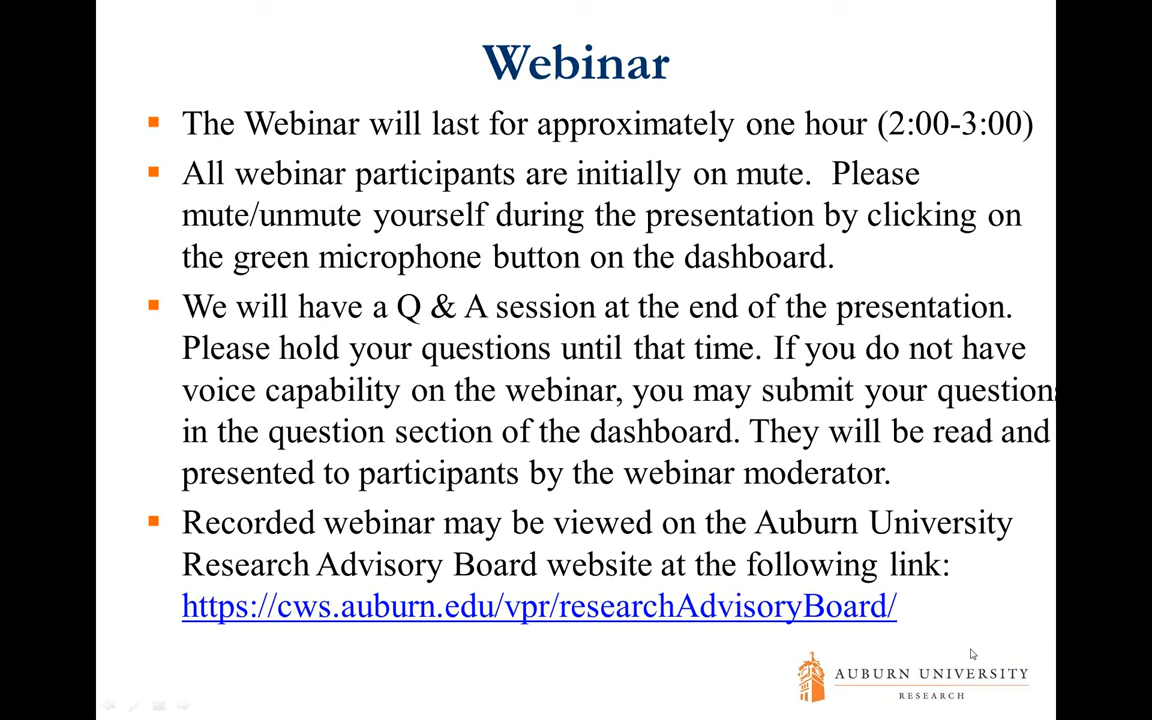 Webinar
The Webinar will last for approximately one hour (2:00-3:00)
All webinar participants are initially on mute.  Please
mute/unmute yourself during the presentation by clicking on
the green microphone button on the dashboard.
We will have a Q & A session at the end of the presentation.
Please hold your questions until that time. If you do not have
voice capability on the webinar, you may submit your questions
in the question section of the dashboard. They will be read and
presented to participants by the webinar moderator.
Recorded webinar may be viewed on the Auburn University
Research Advisory Board website at the following link:
https://cws.auburn.edu/vpr/researchAdvisoryBoard/
AUBURN UNIVERSITY
RESEARCH